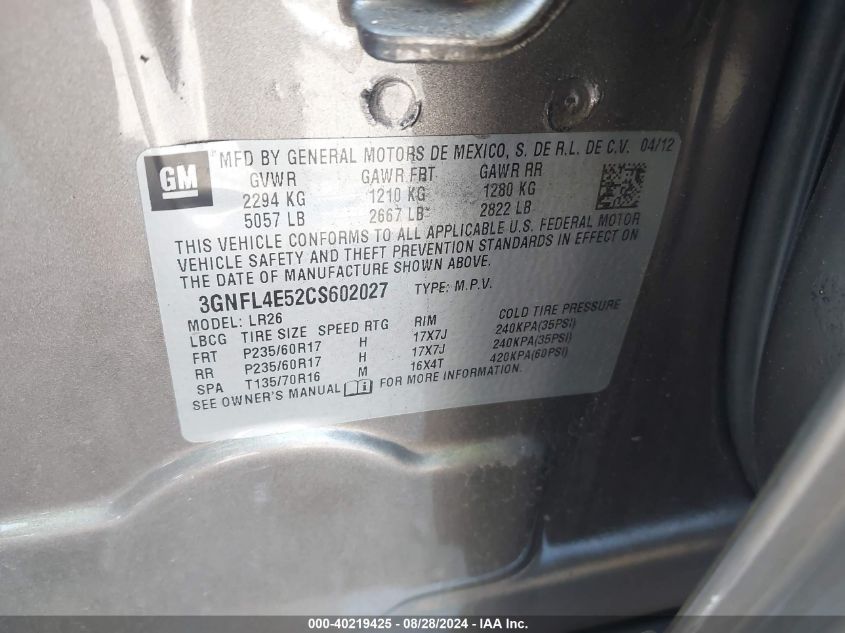 GM MFD BY GENERAL MOTORS DE MEXICO, S. DE R.L. DE C.V. 04/12
GVWR GAWR FRT GAWR RR
2294 KG 1210 KG 1280 KG
5057 LB 2667 LB 2822 LB
THIS VEHICLE CONFORMS TO ALL APPLICABLE U.S. FEDERAL MOTOR
VEHICLE SAFETY AND THEFT PREVENTION STANDARDS IN EFFECT ON
THE DATE OF MANUFACTURE SHOWN ABOVE.
3GNFL4E52CS602027 TYPE: M.P.V.
MODEL: LR26
LBCG TIRE SIZE SPEED RTG RIM COLD TIRE PRESSURE
FRT P235/60R17 H 17X7J 240KPA(35PSI)
RR P235/60R17 H 17X7J 240KPA(35PSI)
SPA T135/70R16 M 16X4T 420KPA(60PSI)
SEE OWNER'S MANUAL FOR MORE INFORMATION.
000-40219425 | 08/28/2024 | IAA Inc.